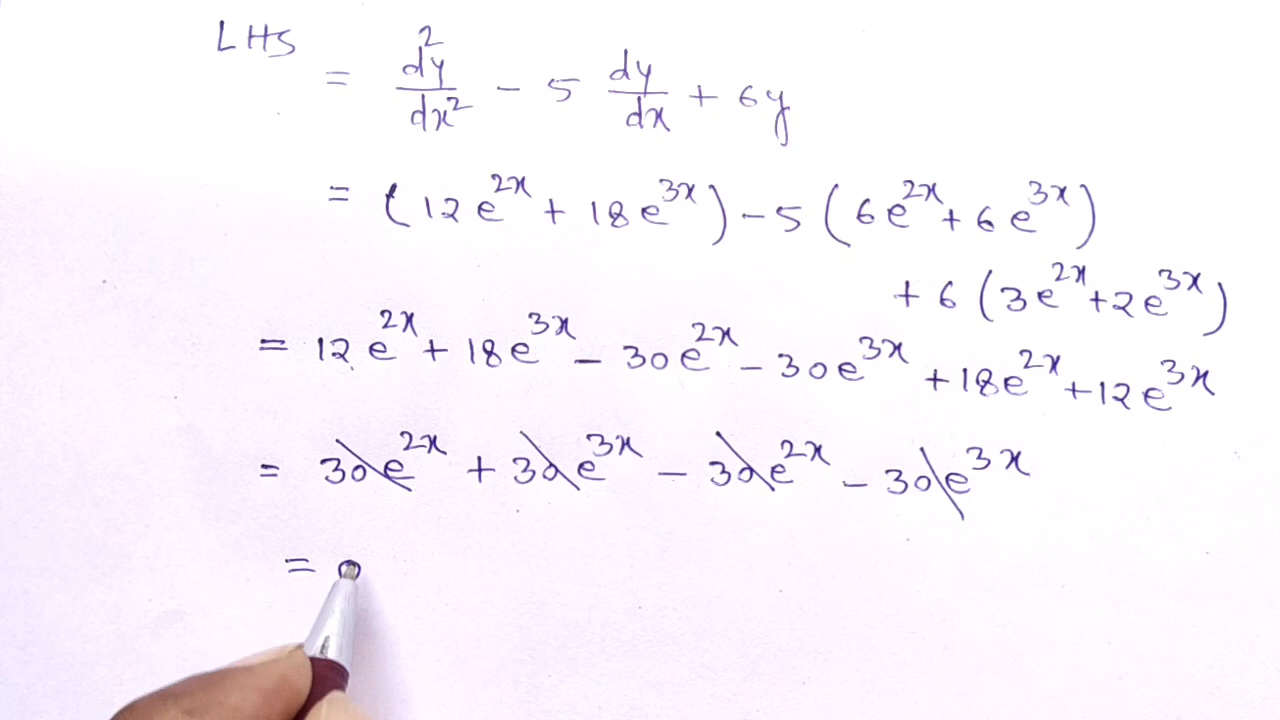 LHS = d²y/dx² - 5 dy/dx + 6y
= (12e^2x + 18e^3x) - 5 (6e^2x + 6e^3x)
+ 6 (3e^2x + 2e^3x)
= 12e^2x + 18e^3x - 30e^2x - 30e^3x + 18e^2x + 12e^3x
= 30e^2x + 30e^3x - 30e^2x - 30e^3x
= 0